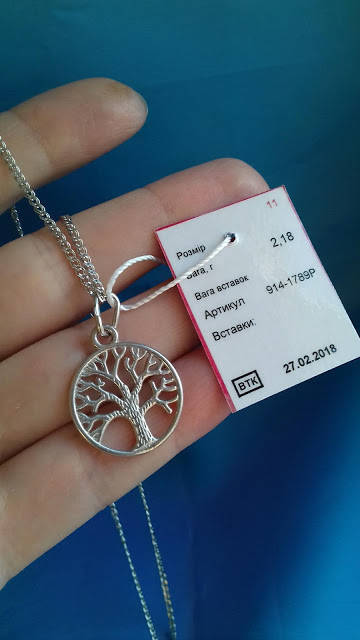 11
Розмір
Вага, г 2,18
Вага вставок
Артикул 914-1789Р
Вставки:
ВТК 27.02.2018